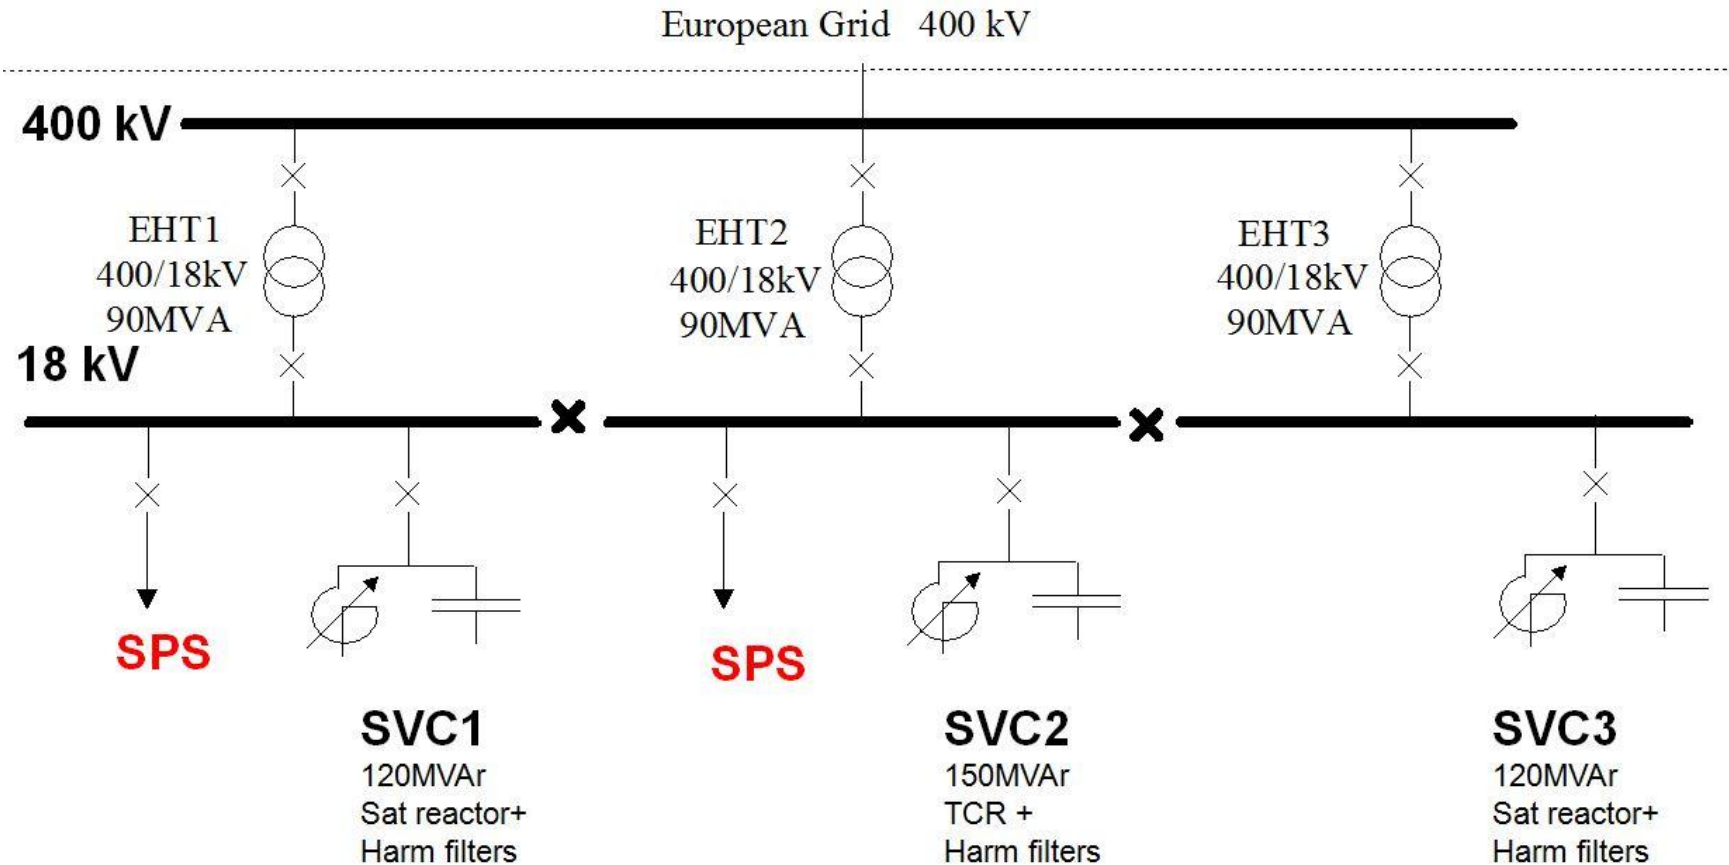 European Grid 400 kV
400 kV
EHT1
400/18kV
90MVA
EHT2
400/18kV
90MVA
EHT3
400/18kV
90MVA
18 kV
SPS
SPS
SVC1
120MVAr
Sat reactor+
Harm filters
SVC2
150MVAr
TCR +
Harm filters
SVC3
120MVAr
Sat reactor+
Harm filters